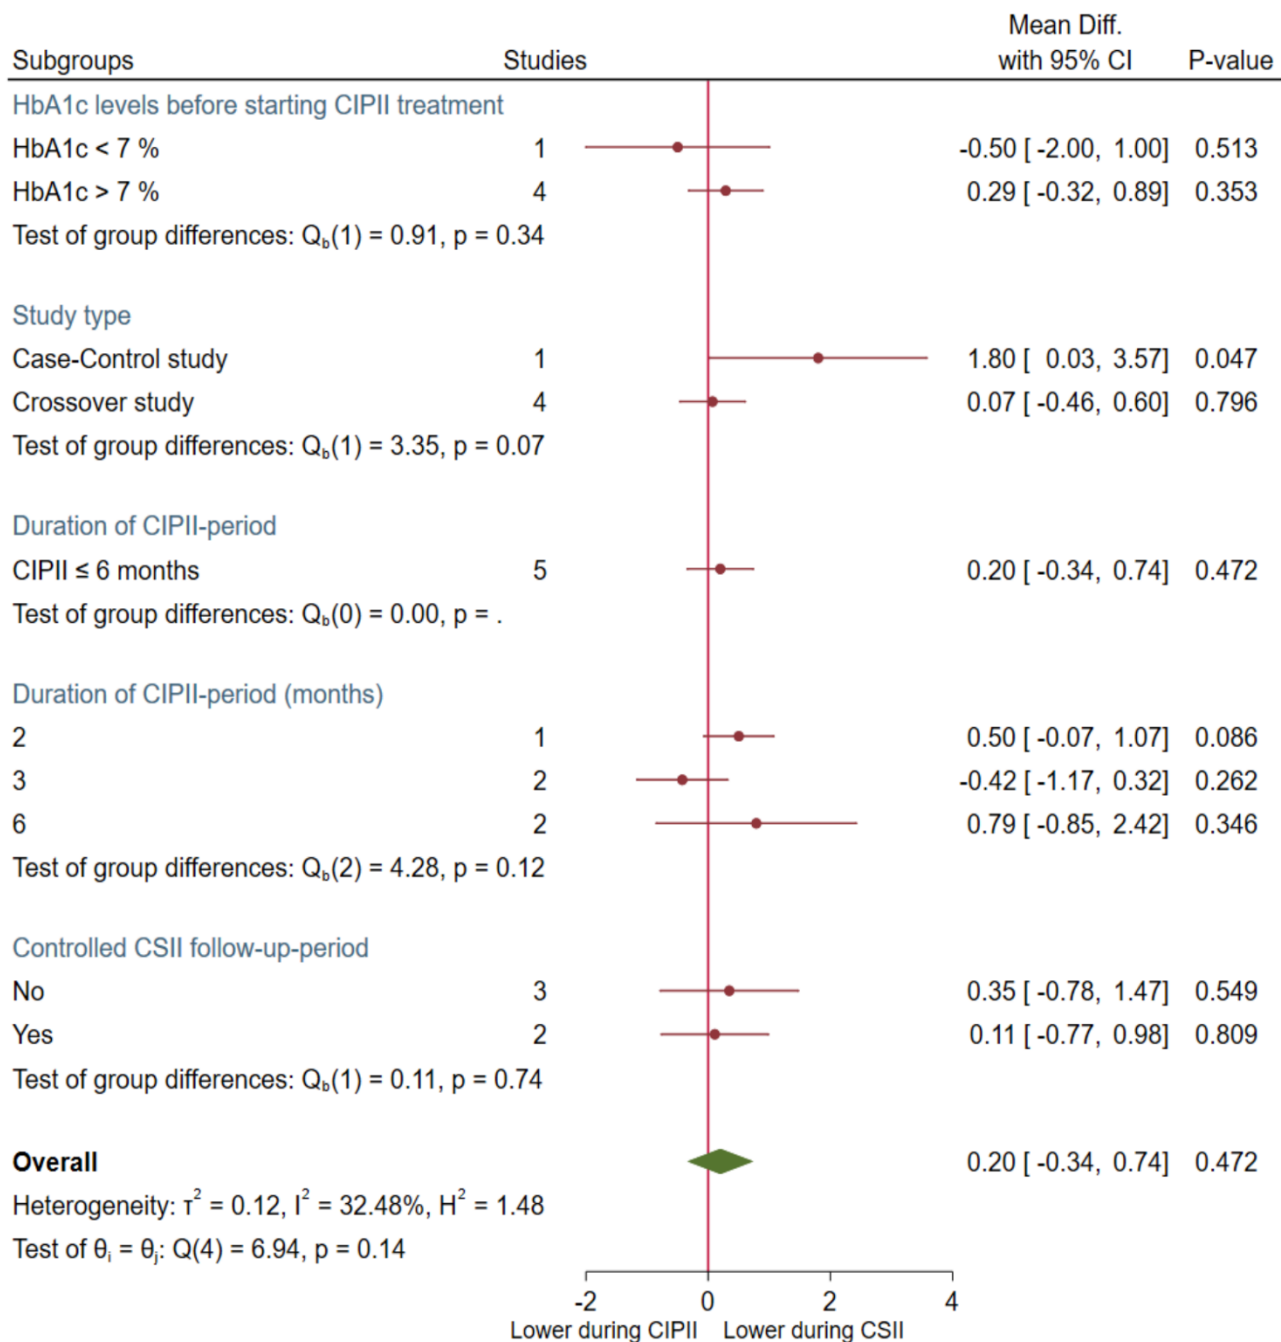 Mean Diff.
Subgroups Studies with 95% CI P-value
HbA1c levels before starting CIPII treatment
HbA1c < 7 % 1 -0.50 [ -2.00, 1.00] 0.513
HbA1c > 7 % 4 0.29 [ -0.32, 0.89] 0.353
Test of group differences: Q_b(1) = 0.91, p = 0.34
Study type
Case-Control study 1 1.80 [ 0.03, 3.57] 0.047
Crossover study 4 0.07 [ -0.46, 0.60] 0.796
Test of group differences: Q_b(1) = 3.35, p = 0.07
Duration of CIPII-period
CIPII ≤ 6 months 5 0.20 [ -0.34, 0.74] 0.472
Test of group differences: Q_b(0) = 0.00, p = .
Duration of CIPII-period (months)
2 1 0.50 [ -0.07, 1.07] 0.086
3 2 -0.42 [ -1.17, 0.32] 0.262
6 2 0.79 [ -0.85, 2.42] 0.346
Test of group differences: Q_b(2) = 4.28, p = 0.12
Controlled CSII follow-up-period
No 3 0.35 [ -0.78, 1.47] 0.549
Yes 2 0.11 [ -0.77, 0.98] 0.809
Test of group differences: Q_b(1) = 0.11, p = 0.74
Overall 0.20 [ -0.34, 0.74] 0.472
Heterogeneity: τ² = 0.12, I² = 32.48%, H² = 1.48
Test of θᵢ = θⱼ: Q(4) = 6.94, p = 0.14
-2 0 2 4
Lower during CIPII Lower during CSII